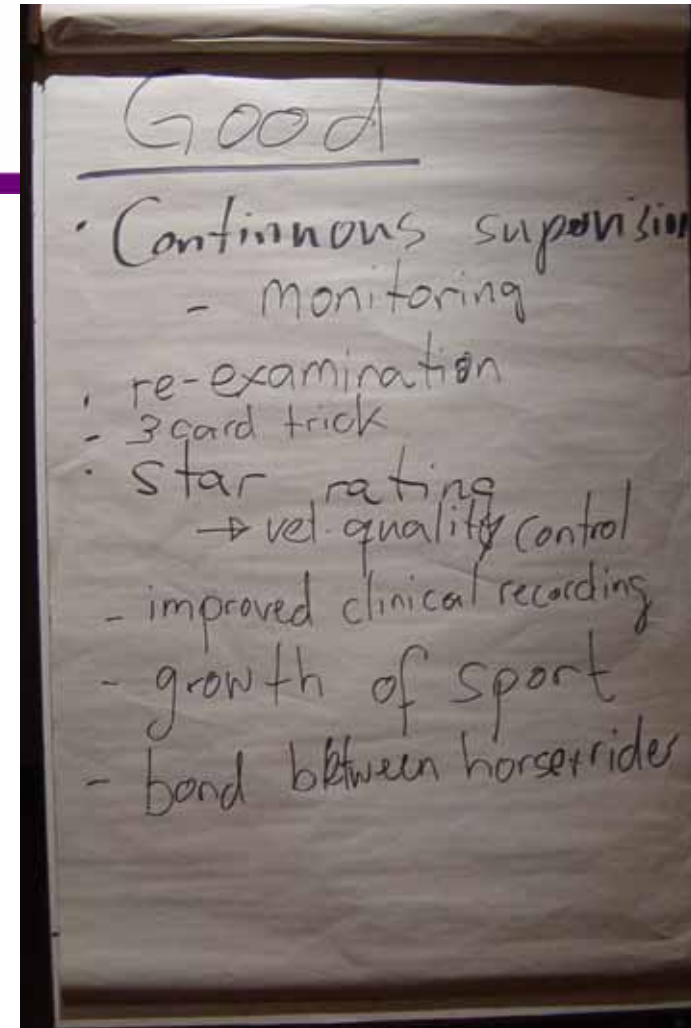 Good
· Continuous supervision
- monitoring
· re-examination
- 3 card trick
· Star rating
→ vet. quality control
- improved clinical recording
- growth of sport
- bond between horse+rider